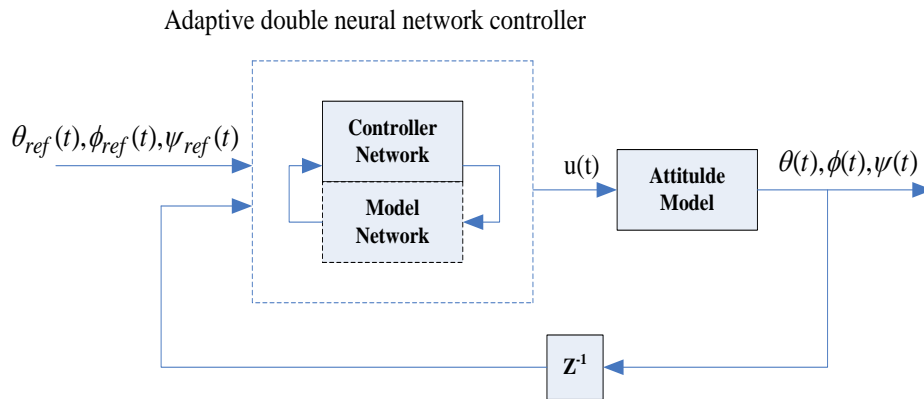 Adaptive double neural network controller
θref(t),ϕref(t),ψref(t)
Controller
Network
Model
Network
u(t)
Attitulde
Model
θ(t),ϕ(t),ψ(t)
Z-1